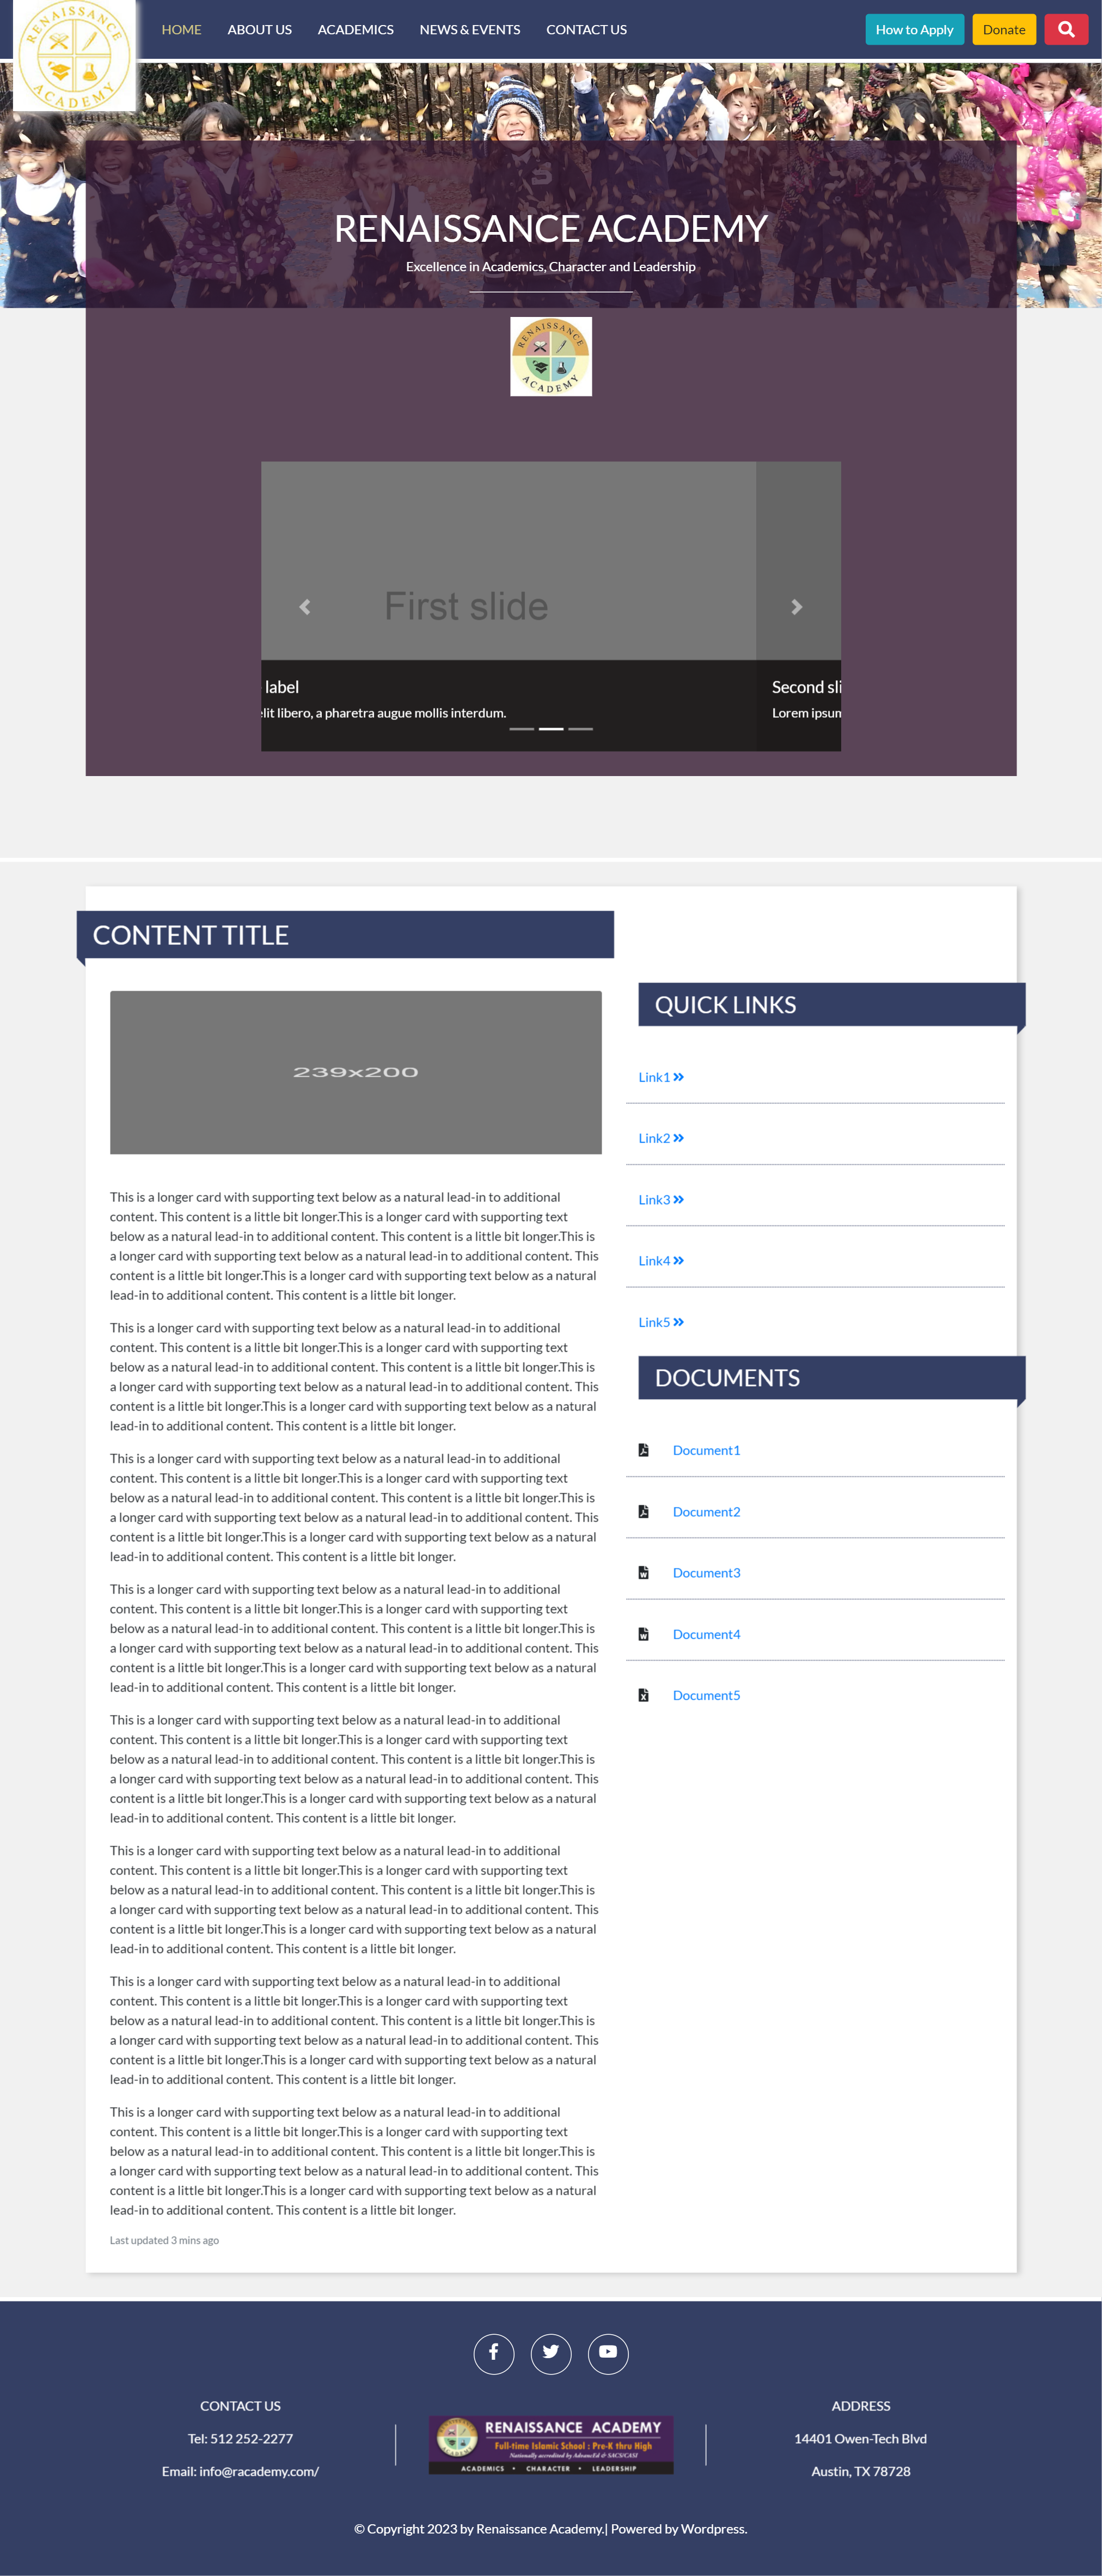 RENAISSANCE
ACADEMY
HOME ABOUT US ACADEMICS NEWS & EVENTS CONTACT US How to Apply Donate
RENAISSANCE ACADEMY
Excellence in Academics, Character and Leadership
RENAISSANCE
ACADEMY
First slide
label
elit libero, a pharetra augue mollis interdum.
Second sli
Lorem ipsum
CONTENT TITLE
239x200
This is a longer card with supporting text below as a natural lead-in to additional
content. This content is a little bit longer.This is a longer card with supporting text
below as a natural lead-in to additional content. This content is a little bit longer.This is
a longer card with supporting text below as a natural lead-in to additional content. This
content is a little bit longer.This is a longer card with supporting text below as a natural
lead-in to additional content. This content is a little bit longer.
This is a longer card with supporting text below as a natural lead-in to additional
content. This content is a little bit longer.This is a longer card with supporting text
below as a natural lead-in to additional content. This content is a little bit longer.This is
a longer card with supporting text below as a natural lead-in to additional content. This
content is a little bit longer.This is a longer card with supporting text below as a natural
lead-in to additional content. This content is a little bit longer.
This is a longer card with supporting text below as a natural lead-in to additional
content. This content is a little bit longer.This is a longer card with supporting text
below as a natural lead-in to additional content. This content is a little bit longer.This is
a longer card with supporting text below as a natural lead-in to additional content. This
content is a little bit longer.This is a longer card with supporting text below as a natural
lead-in to additional content. This content is a little bit longer.
This is a longer card with supporting text below as a natural lead-in to additional
content. This content is a little bit longer.This is a longer card with supporting text
below as a natural lead-in to additional content. This content is a little bit longer.This is
a longer card with supporting text below as a natural lead-in to additional content. This
content is a little bit longer.This is a longer card with supporting text below as a natural
lead-in to additional content. This content is a little bit longer.
This is a longer card with supporting text below as a natural lead-in to additional
content. This content is a little bit longer.This is a longer card with supporting text
below as a natural lead-in to additional content. This content is a little bit longer.This is
a longer card with supporting text below as a natural lead-in to additional content. This
content is a little bit longer.This is a longer card with supporting text below as a natural
lead-in to additional content. This content is a little bit longer.
This is a longer card with supporting text below as a natural lead-in to additional
content. This content is a little bit longer.This is a longer card with supporting text
below as a natural lead-in to additional content. This content is a little bit longer.This is
a longer card with supporting text below as a natural lead-in to additional content. This
content is a little bit longer.This is a longer card with supporting text below as a natural
lead-in to additional content. This content is a little bit longer.
This is a longer card with supporting text below as a natural lead-in to additional
content. This content is a little bit longer.This is a longer card with supporting text
below as a natural lead-in to additional content. This content is a little bit longer.This is
a longer card with supporting text below as a natural lead-in to additional content. This
content is a little bit longer.This is a longer card with supporting text below as a natural
lead-in to additional content. This content is a little bit longer.
This is a longer card with supporting text below as a natural lead-in to additional
content. This content is a little bit longer.This is a longer card with supporting text
below as a natural lead-in to additional content. This content is a little bit longer.This is
a longer card with supporting text below as a natural lead-in to additional content. This
content is a little bit longer.This is a longer card with supporting text below as a natural
lead-in to additional content. This content is a little bit longer.
Last updated 3 mins ago
QUICK LINKS
Link1
Link2
Link3
Link4
Link5
DOCUMENTS
Document1
Document2
Document3
Document4
Document5
CONTACT US
Tel: 512 252-2277
Email: info@racademy.com/
RENAISSANCE ACADEMY
Full-time Islamic School : Pre-K thru High
Nationally accredited by AdvancEd & SACS/CASI
ACADEMICS • CHARACTER • LEADERSHIP
ADDRESS
14401 Owen-Tech Blvd
Austin, TX 78728
© Copyright 2023 by Renaissance Academy.| Powered by Wordpress.